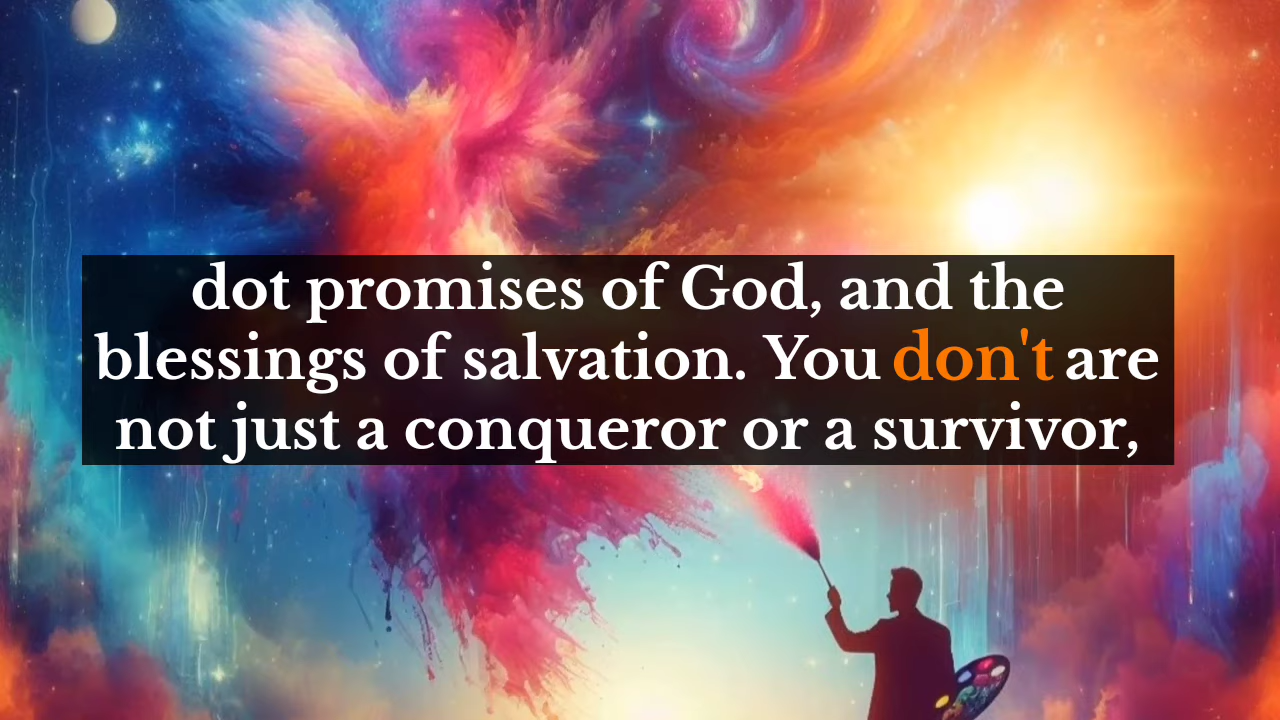 dot promises of God, and the
blessings of salvation. You don't are
not just a conqueror or a survivor,